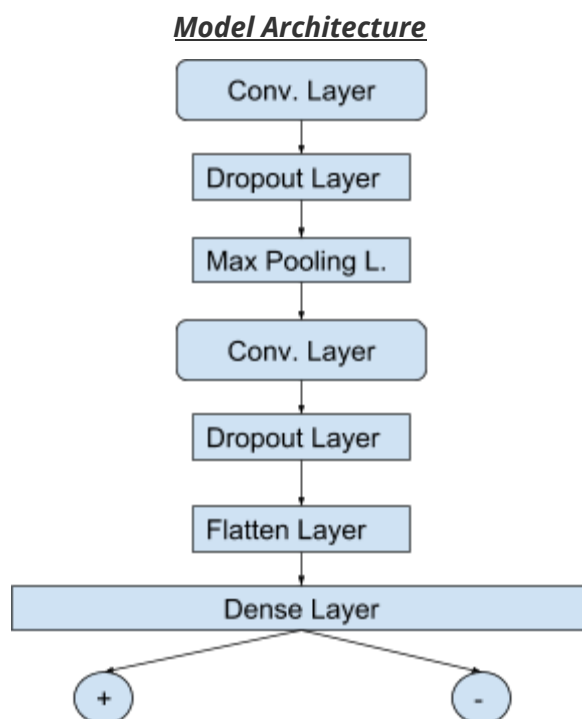 Model Architecture
Conv. Layer
Dropout Layer
Max Pooling L.
Conv. Layer
Dropout Layer
Flatten Layer
Dense Layer
+ -